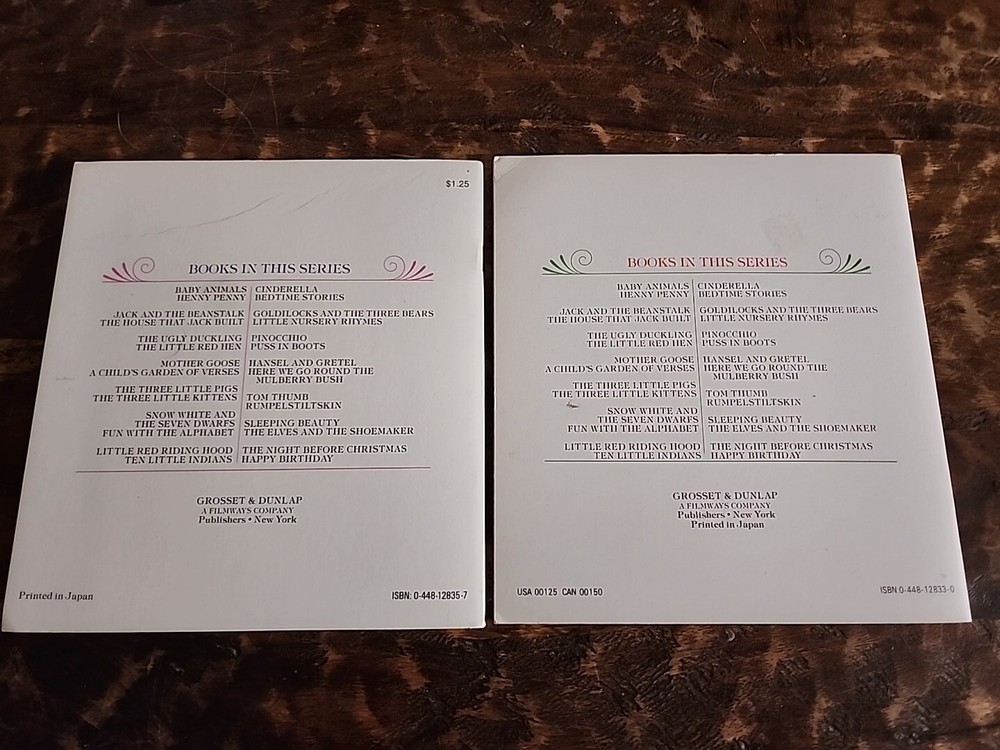 $1.25
BOOKS IN THIS SERIES
BABY ANIMALS
HENNY PENNY
JACK AND THE BEANSTALK
THE HOUSE THAT JACK BUILT
THE UGLY DUCKLING
THE LITTLE RED HEN
MOTHER GOOSE
A CHILD'S GARDEN OF VERSES
THE THREE LITTLE PIGS
THE THREE LITTLE KITTENS
SNOW WHITE AND
THE SEVEN DWARFS
FUN WITH THE ALPHABET
LITTLE RED RIDING HOOD
TEN LITTLE INDIANS
CINDERELLA
BEDTIME STORIES
GOLDILOCKS AND THE THREE BEARS
LITTLE NURSERY RHYMES
PINOCCHIO
PUSS IN BOOTS
HANSEL AND GRETEL
HERE WE GO ROUND THE
MULBERRY BUSH
TOM THUMB
RUMPELSTILTSKIN
SLEEPING BEAUTY
THE ELVES AND THE SHOEMAKER
THE NIGHT BEFORE CHRISTMAS
HAPPY BIRTHDAY
GROSSET & DUNLAP
A FILMWAYS COMPANY
Publishers • New York
Printed in Japan
ISBN: 0-448-12835-7
BOOKS IN THIS SERIES
BABY ANIMALS
HENNY PENNY
JACK AND THE BEANSTALK
THE HOUSE THAT JACK BUILT
THE UGLY DUCKLING
THE LITTLE RED HEN
MOTHER GOOSE
A CHILD'S GARDEN OF VERSES
THE THREE LITTLE PIGS
THE THREE LITTLE KITTENS
SNOW WHITE AND
THE SEVEN DWARFS
FUN WITH THE ALPHABET
LITTLE RED RIDING HOOD
TEN LITTLE INDIANS
CINDERELLA
BEDTIME STORIES
GOLDILOCKS AND THE THREE BEARS
LITTLE NURSERY RHYMES
PINOCCHIO
PUSS IN BOOTS
HANSEL AND GRETEL
HERE WE GO ROUND THE
MULBERRY BUSH
TOM THUMB
RUMPELSTILTSKIN
SLEEPING BEAUTY
THE ELVES AND THE SHOEMAKER
THE NIGHT BEFORE CHRISTMAS
HAPPY BIRTHDAY
GROSSET & DUNLAP
A FILMWAYS COMPANY
Publishers • New York
Printed in Japan
USA 00125 CAN 00150
ISBN 0-448-12833-0